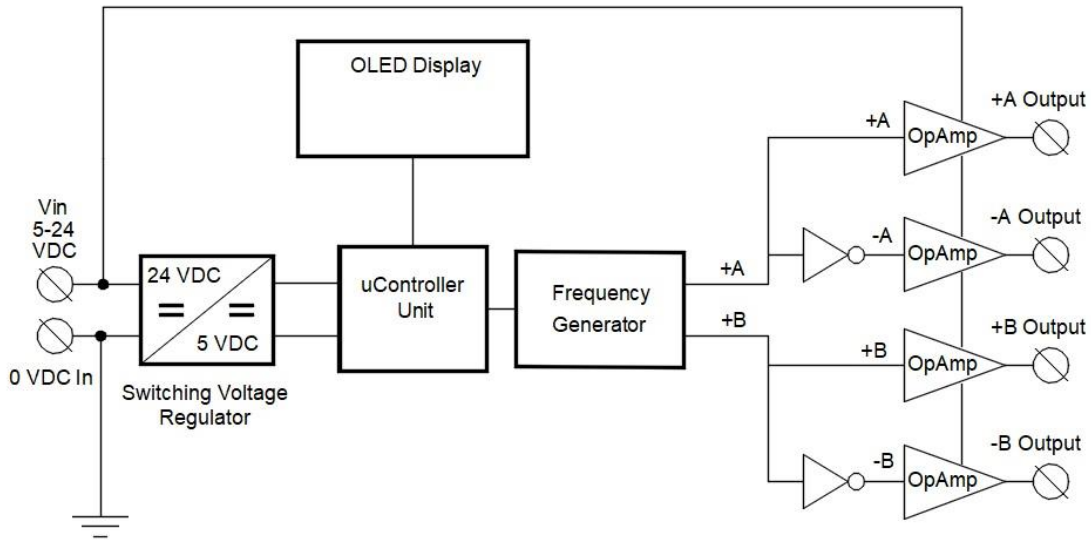 OLED Display
+A Output
+A
OpAmp
Vin
5-24
VDC
-A Output
-A
OpAmp
24 VDC
5 VDC
uController
Unit
Frequency
Generator
+A
+B
+B Output
+B
OpAmp
0 VDC In
Switching Voltage
Regulator
-B Output
-B
OpAmp